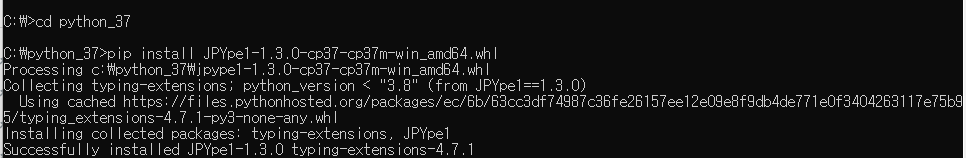 C:\>cd python_37
C:\python_37>pip install JPYpe1-1.3.0-cp37-cp37m-win_amd64.whl
Processing c:\python_37\jpype1-1.3.0-cp37-cp37m-win_amd64.whl
Collecting typing-extensions; python_version < "3.8" (from JPYpe1==1.3.0)
  Using cached https://files.pythonhosted.org/packages/ec/6b/63cc3df74987c36fe26157ee12e09e8f9db4de771e0f3404263117e75b9
5/typing_extensions-4.7.1-py3-none-any.whl
Installing collected packages: typing-extensions, JPYpe1
Successfully installed JPYpe1-1.3.0 typing-extensions-4.7.1